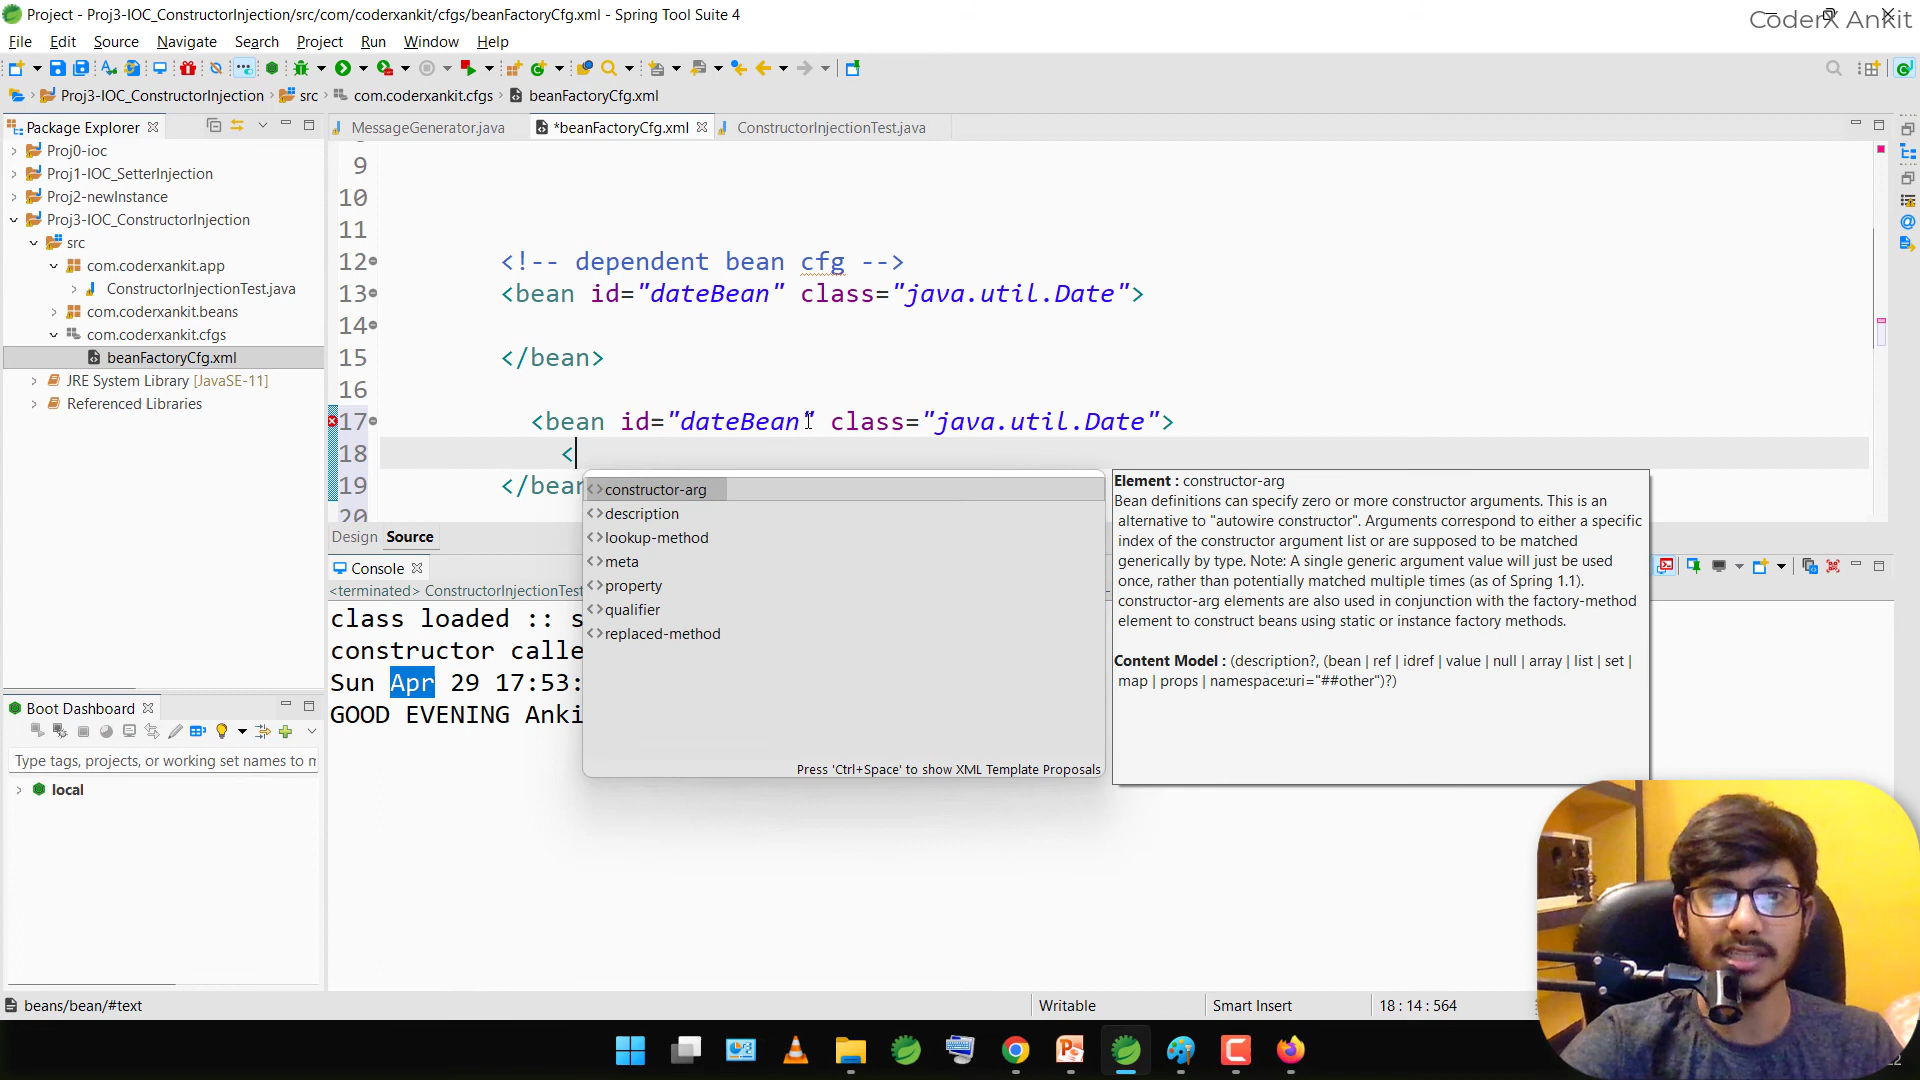 Project - Proj3-IOC_ConstructorInjection/src/com/coderxankit/cfgs/beanFactoryCfg.xml - Spring Tool Suite 4
CoderX Ankit
File Edit Source Navigate Search Project Run Window Help
Proj3-IOC_ConstructorInjection src com.coderxankit.cfgs beanFactoryCfg.xml
Package Explorer
MessageGenerator.java *beanFactoryCfg.xml ConstructorInjectionTest.java
Proj0-ioc
Proj1-IOC_SetterInjection
Proj2-newInstance
Proj3-IOC_ConstructorInjection
src
com.coderxankit.app
ConstructorInjectionTest.java
com.coderxankit.beans
com.coderxankit.cfgs
beanFactoryCfg.xml
JRE System Library [JavaSE-11]
Referenced Libraries
9
10
11
12 <!-- dependent bean cfg -->
13 <bean id="dateBean" class="java.util.Date">
14
15 </bean>
16
17 <bean id="dateBean" class="java.util.Date">
18 <
19 </bean
20
constructor-arg
description
lookup-method
meta
property
qualifier
replaced-method
Press 'Ctrl+Space' to show XML Template Proposals
Element : constructor-arg
Bean definitions can specify zero or more constructor arguments. This is an
alternative to "autowire constructor". Arguments correspond to either a specific
index of the constructor argument list or are supposed to be matched
generically by type. Note: A single generic argument value will just be used
once, rather than potentially matched multiple times (as of Spring 1.1).
constructor-arg elements are also used in conjunction with the factory-method
element to construct beans using static or instance factory methods.
Content Model : (description?, (bean | ref | idref | value | null | array | list | set |
map | props | namespace:uri="##other")?)
Design Source
Console
<terminated> ConstructorInjectionTest
class loaded :: s
constructor calle
Sun Apr 29 17:53:
GOOD EVENING Anki
Boot Dashboard
Type tags, projects, or working set names to m
local
beans/bean/#text
Writable
Smart Insert
18 : 14 : 564